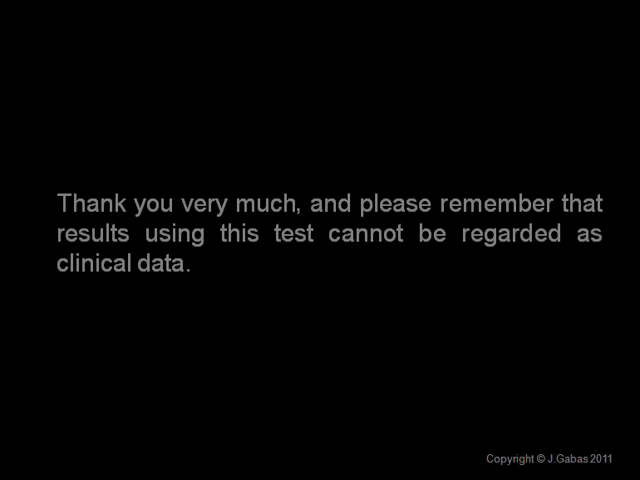 Thank you very much, and please remember that
results using this test cannot be regarded as
clinical data.
Copyright © J.Gabas 2011